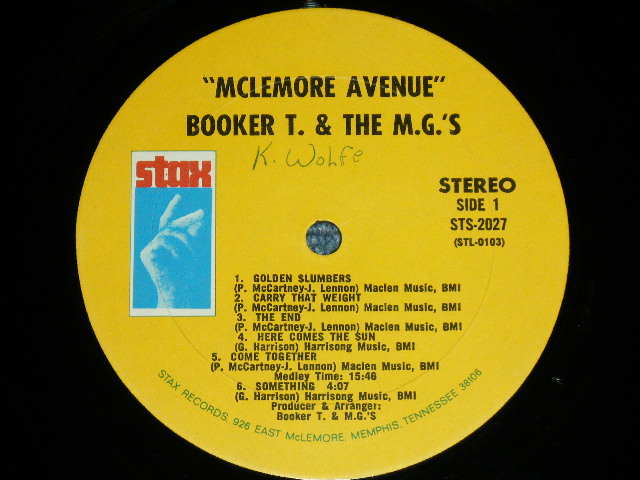 "MCLEMORE AVENUE"
BOOKER T. & THE M.G.'S
K. Wolfe
stax
STEREO
SIDE 1
STS-2027
(STL-0103)
1. GOLDEN SLUMBERS
(P. McCartney-J. Lennon) Maclen Music, BMI
2. CARRY THAT WEIGHT
(P. McCartney-J. Lennon) Maclen Music, BMI
3. THE END
(P. McCartney-J. Lennon) Maclen Music, BMI
4. HERE COMES THE SUN
(G. Harrison) Harrisong Music, BMI
5. COME TOGETHER
(P. McCartney-J. Lennon) Maclen Music, BMI
Medley Time: 15:46
6. SOMETHING 4:07
(G. Harrison) Harrisong Music, BMI
Producer & Arranger:
Booker T. & M.G.'S
STAX RECORDS, 926 EAST McLEMORE, MEMPHIS, TENNESSEE 38106